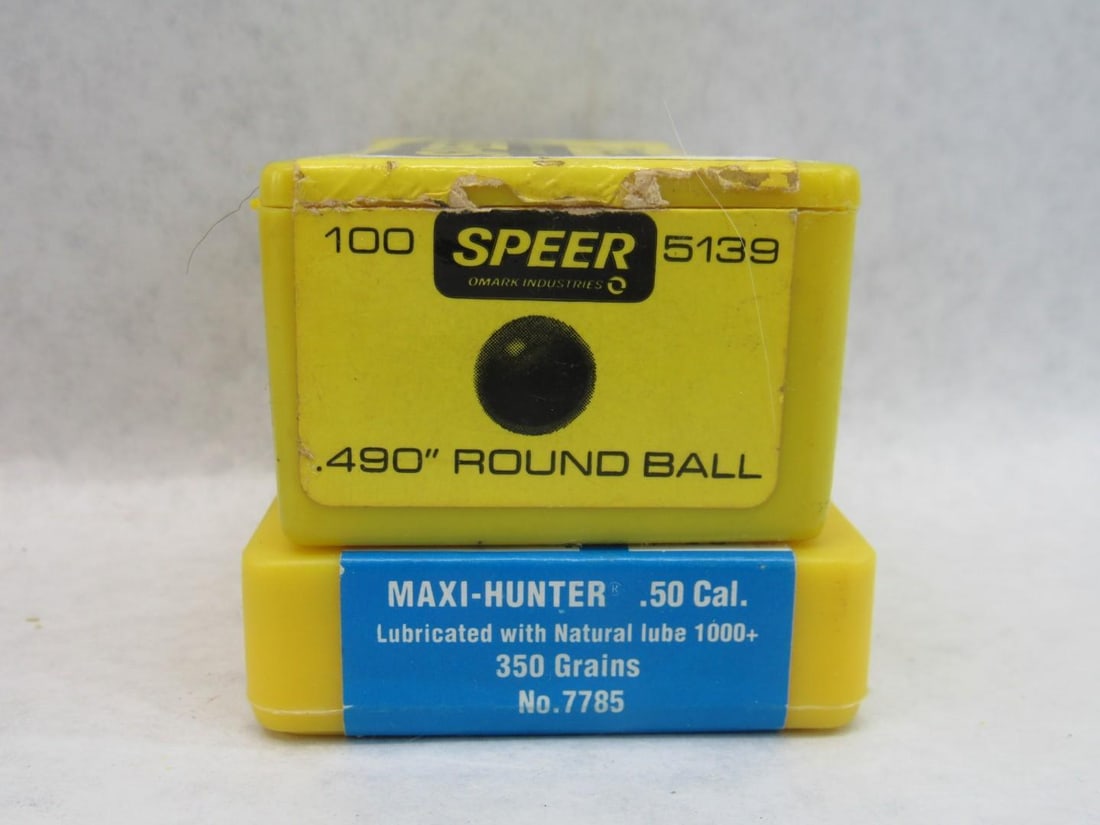 100 SPEER 5139
OMARK INDUSTRIES
.490" ROUND BALL
MAXI-HUNTER® .50 Cal.
Lubricated with Natural lube 1000+
350 Grains
No.7785